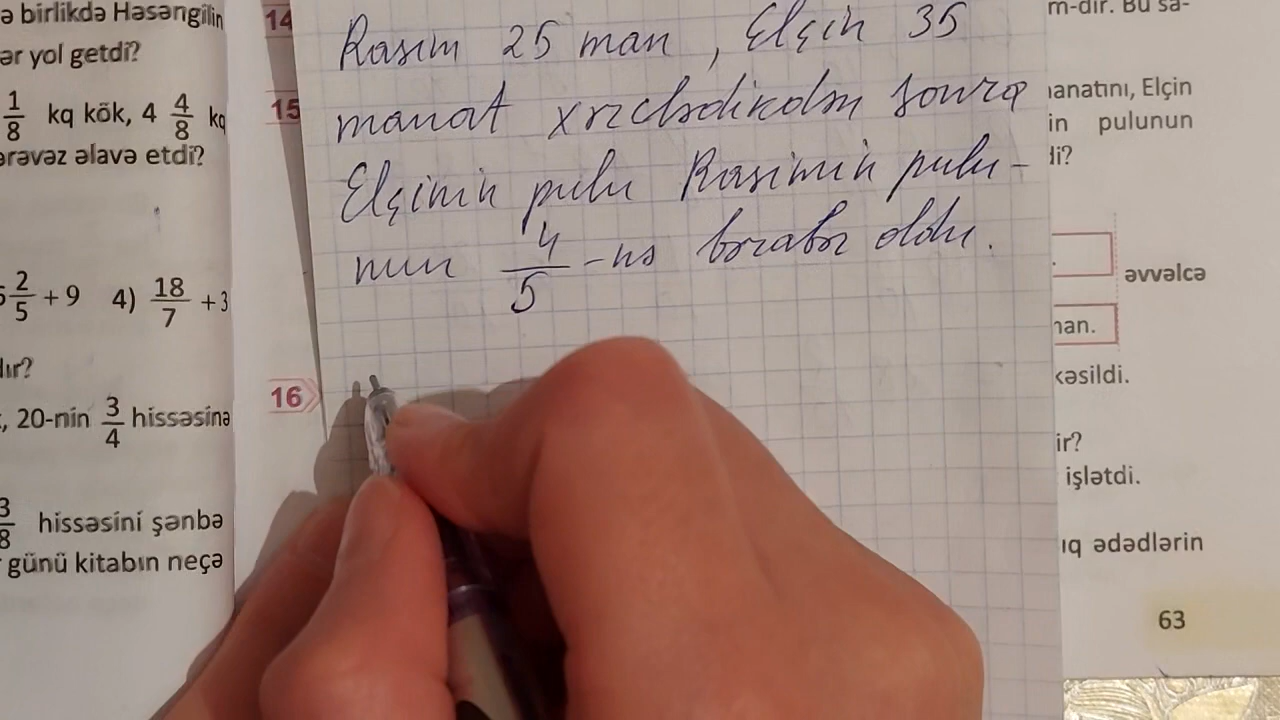 ə birlikdə Həsəngilin
ər yol getdi?
1/8 kq kök, 4 4/8 kq
ərəvəz əlavə etdi?
2/5 + 9 4) 18/7 + 3
dır?
, 20-nin 3/4 hissəsinə
3/8 hissəsini şənbə
günü kitabın neçə
14
15
16
Rasim 25 man, Elçin 35
manat xərclədikdən sonra
Elçinin pulu Rasimin pulu-
nun 4/5 -nə bərabər oldu.
m-dir. Bu sa-
manatını, Elçin
in pulunun
di?
əvvəlcə
man.
kəsildi.
ir?
işlətdi.
ıq ədədlərin
63